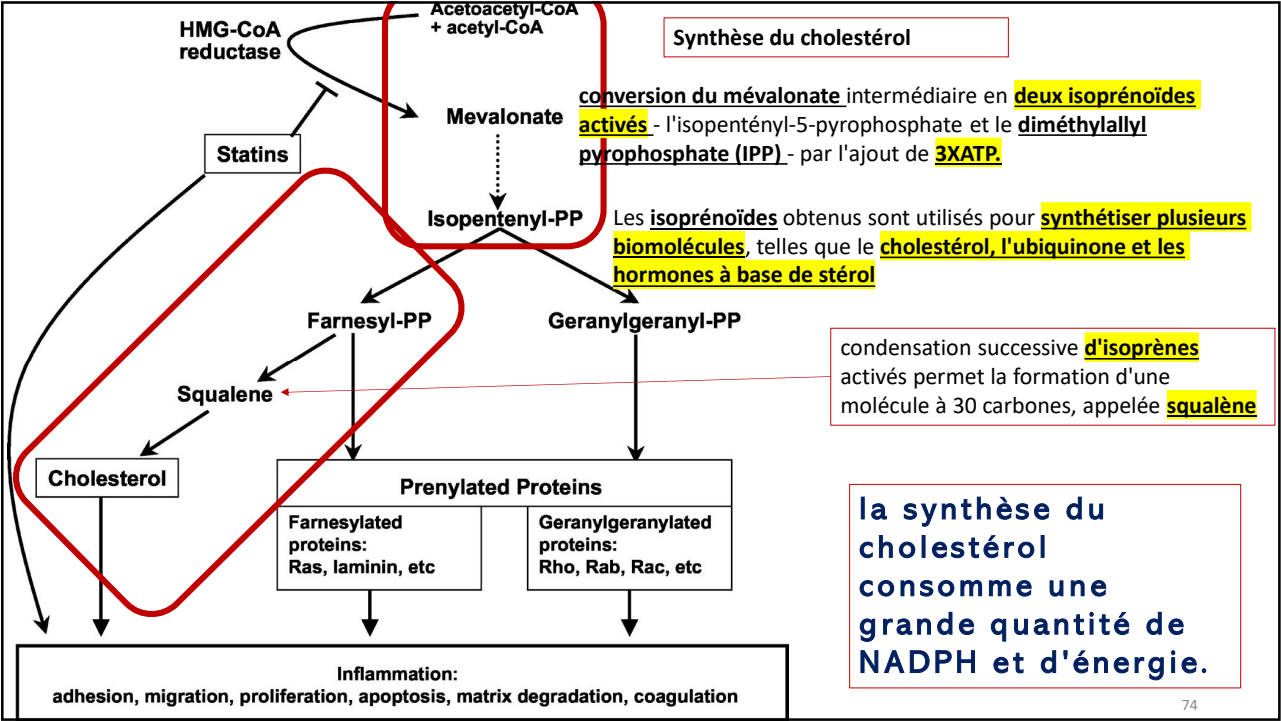 Acetoacetyl-CoA
+ acetyl-CoA
HMG-CoA
reductase
Synthèse du cholestérol
conversion du mévalonate intermédiaire en deux isoprénoïdes
activés - l'isopentényl-5-pyrophosphate et le diméthylallyl
pyrophosphate (IPP) - par l'ajout de 3XATP.
Mevalonate
Statins
Isopentenyl-PP
Les isoprénoïdes obtenus sont utilisés pour synthétiser plusieurs
biomolécules, telles que le cholestérol, l'ubiquinone et les
hormones à base de stérol
Farnesyl-PP
Geranylgeranyl-PP
condensation successive d'isoprènes
activés permet la formation d'une
molécule à 30 carbones, appelée squalène
Squalene
Cholesterol
Prenylated Proteins
Farnesylated
proteins:
Ras, laminin, etc
Geranylgeranylated
proteins:
Rho, Rab, Rac, etc
la synthèse du
cholestérol
consomme une
grande quantité de
NADPH et d'énergie.
Inflammation:
adhesion, migration, proliferation, apoptosis, matrix degradation, coagulation
74